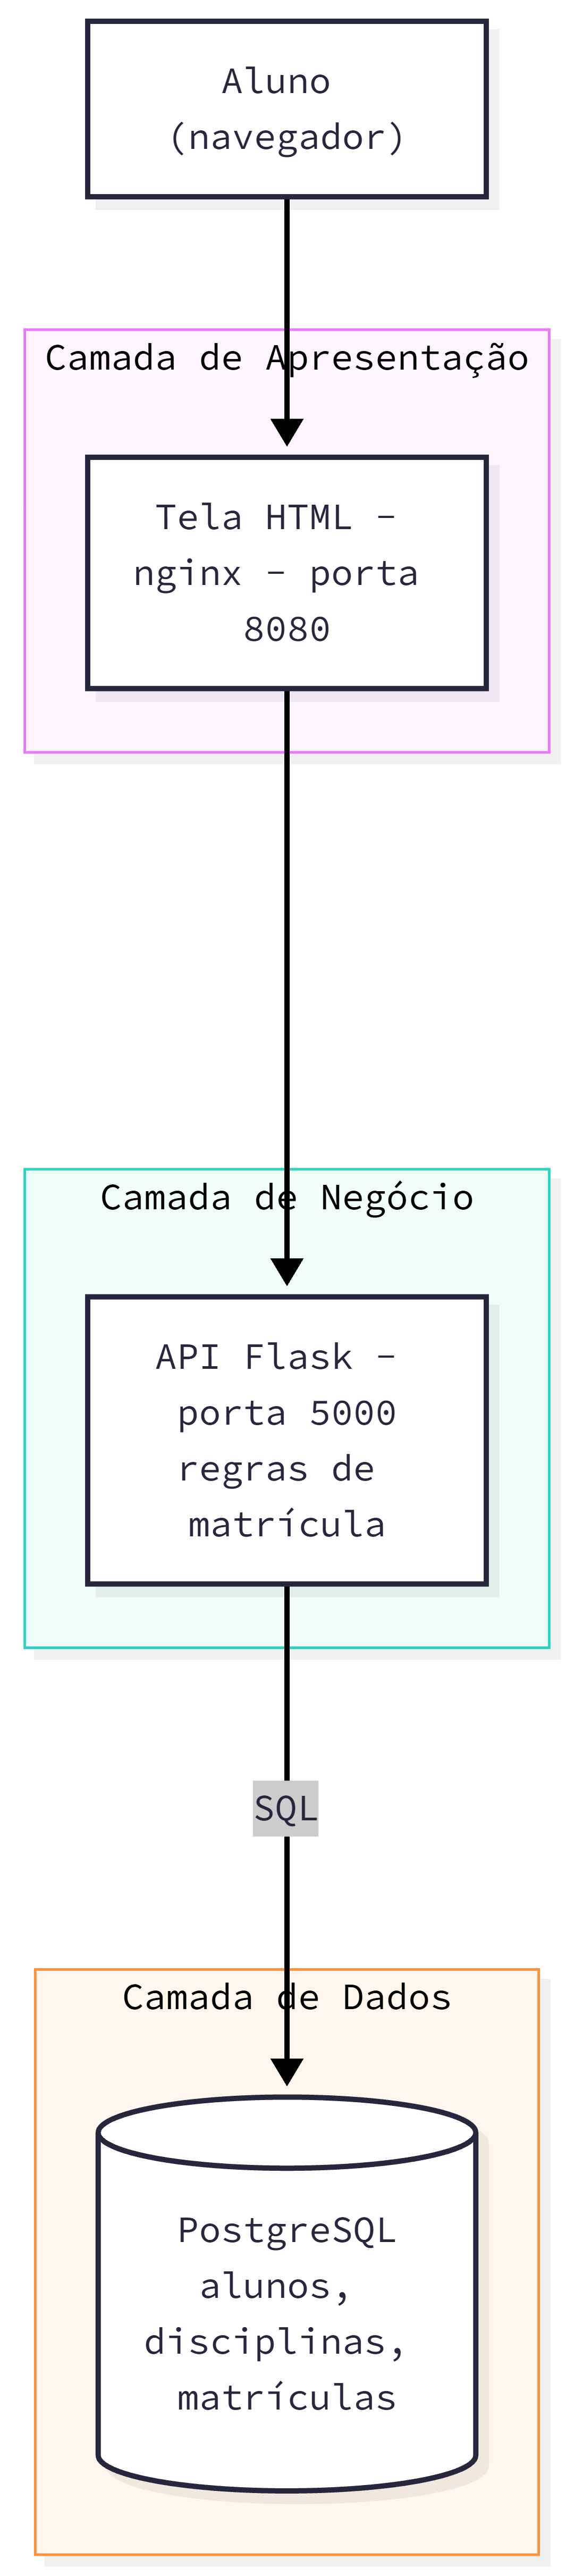 Aluno
(navegador)
Camada de Apresentação
Tela HTML -
nginx - porta
8080
Camada de Negócio
API Flask -
porta 5000
regras de
matrícula
SQL
Camada de Dados
PostgreSQL
alunos,
disciplinas,
matrículas